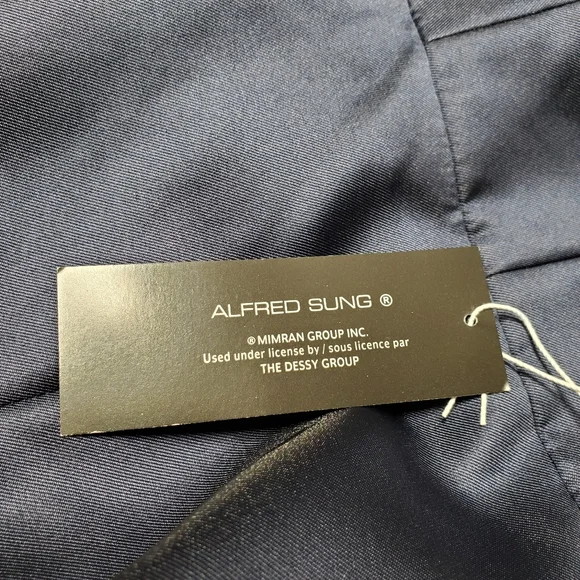 ALFRED SUNG ®
® MIMRAN GROUP INC.
Used under license by / sous licence par
THE DESSY GROUP